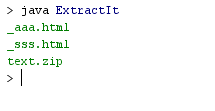 > java ExtractIt
_aaa.html
_sss.html
text.zip
>